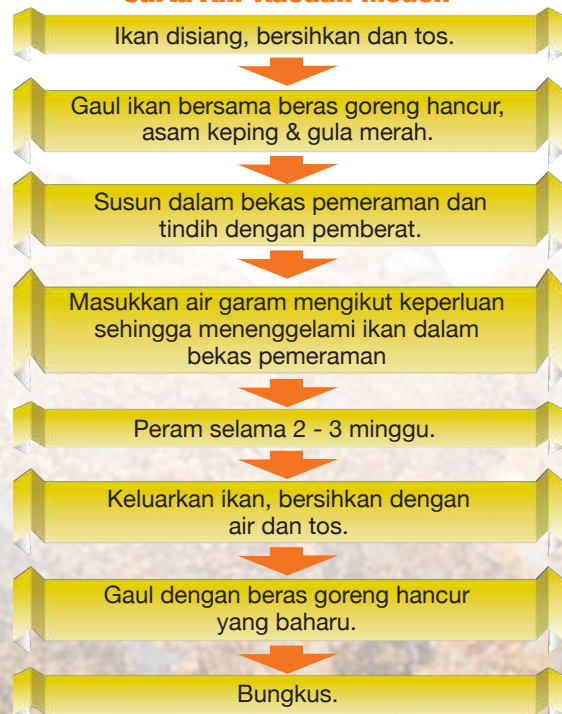 Ikan disiang, bersihkan dan tos.
Gaul ikan bersama beras goreng hancur,
asam keping & gula merah.
Susun dalam bekas pemeraman dan
tindih dengan pemberat.
Masukkan air garam mengikut keperluan
sehingga menenggelami ikan dalam
bekas pemeraman
Peram selama 2 - 3 minggu.
Keluarkan ikan, bersihkan dengan
air dan tos.
Gaul dengan beras goreng hancur
yang baharu.
Bungkus.